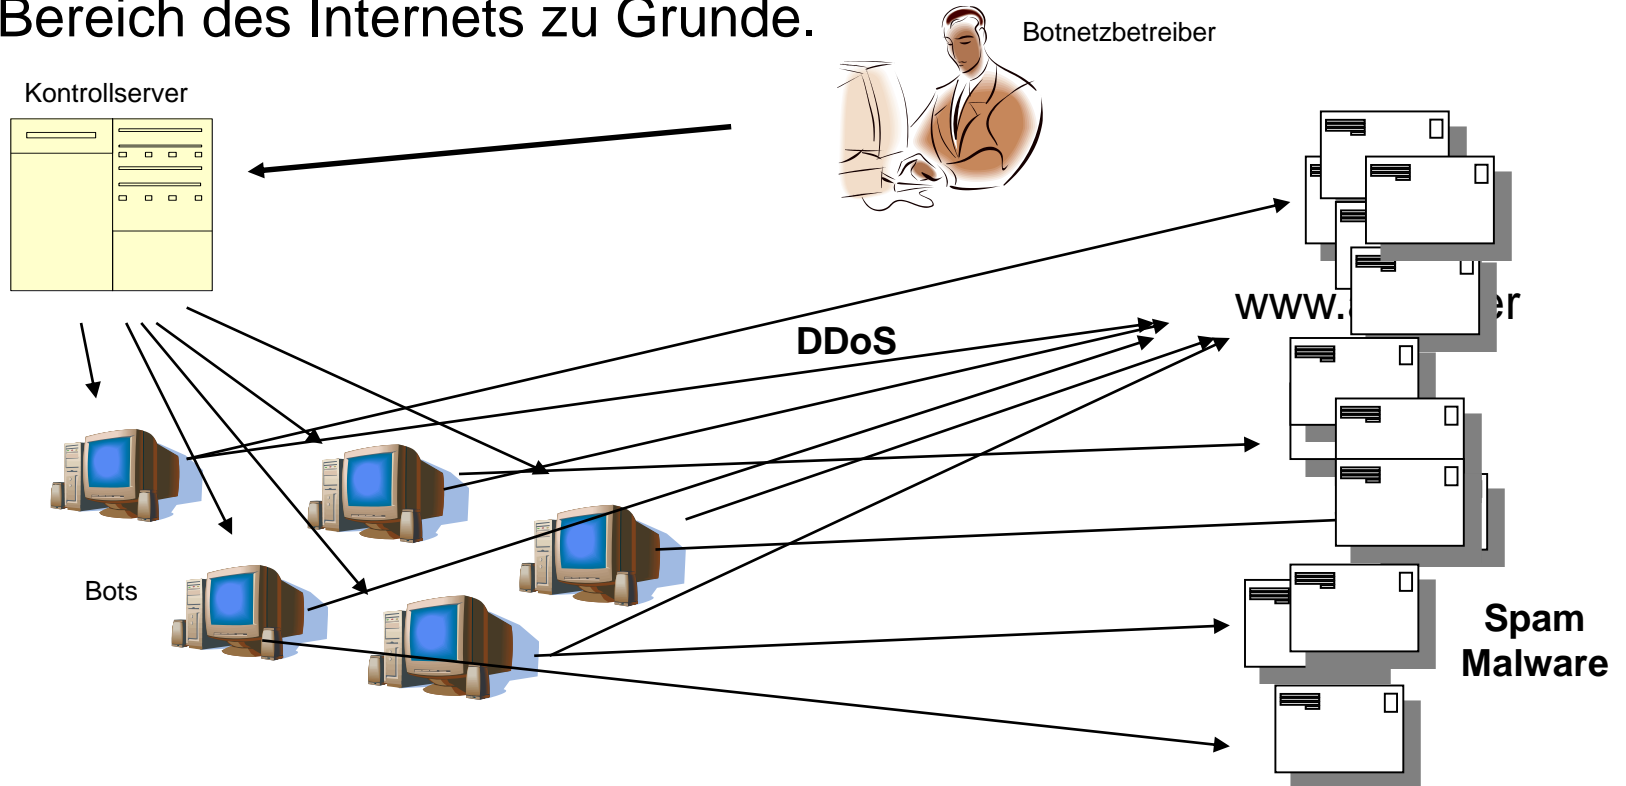 Bereich des Internets zu Grunde.
Botnetzbetreiber
Kontrollserver
DDoS
Bots
Spam
Malware